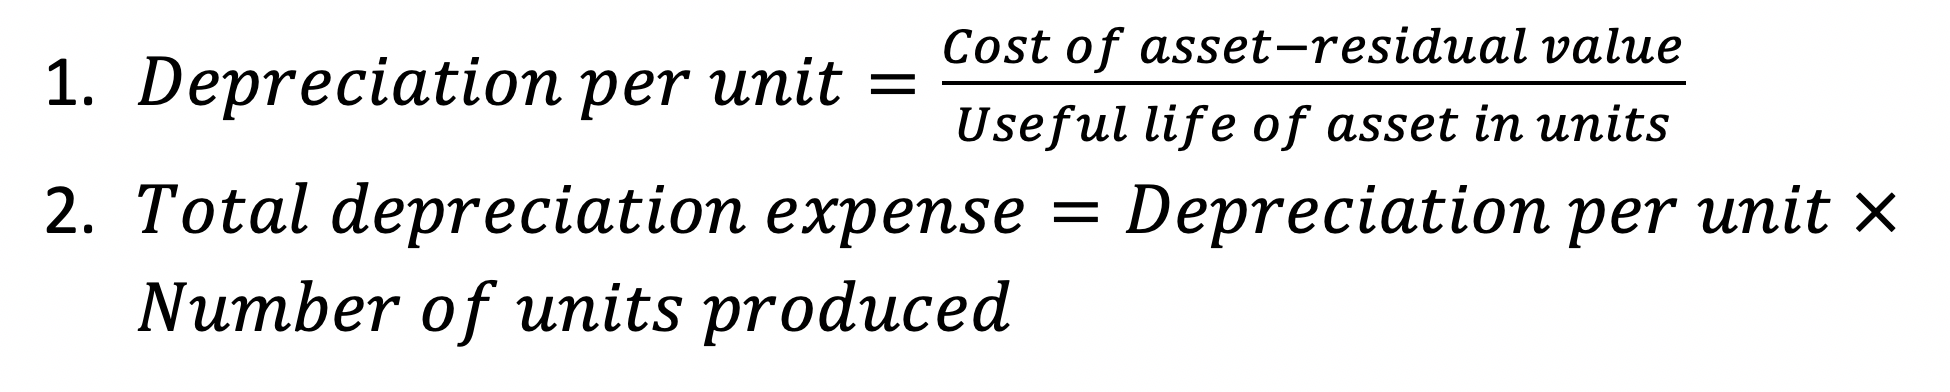 1. Depreciation per unit = Cost of asset−residual value / Useful life of asset in units
2. Total depreciation expense = Depreciation per unit ×
Number of units produced